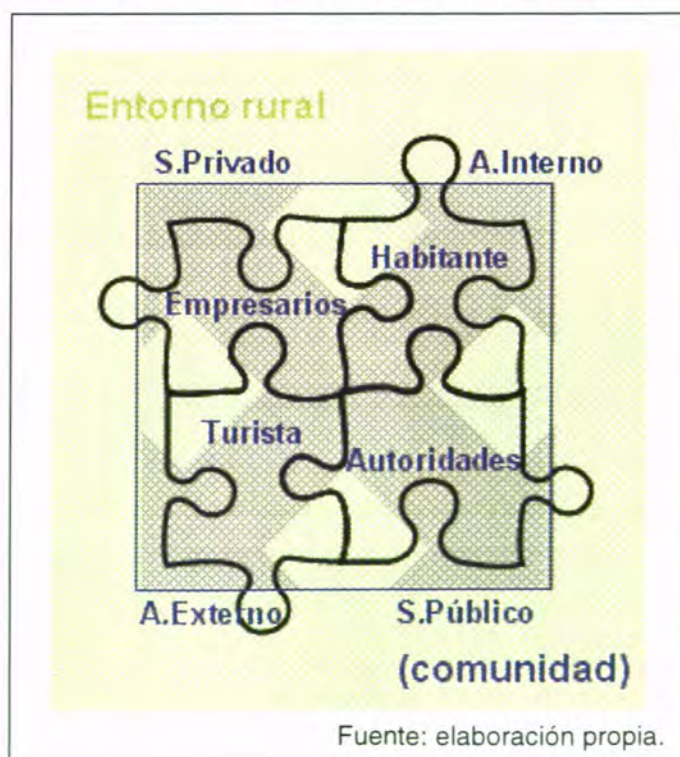 Entorno rural
S.Privado A.Interno
Habitante
Empresarios
Turista
Autoridades
A.Externo S.Público
(comunidad)
Fuente: elaboración propia.